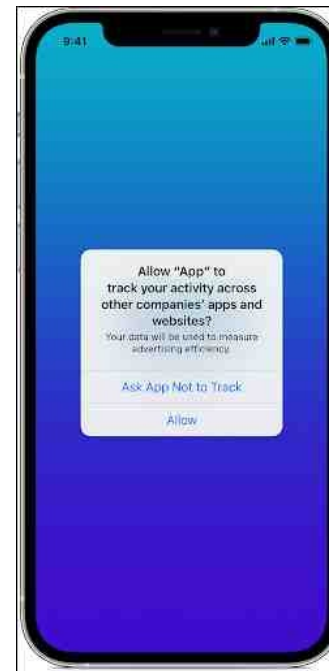 9:41
Allow “App” to
track your activity across
other companies’ apps and
websites?
Your data will be used to measure
advertising efficiency.
Ask App Not to Track
Allow